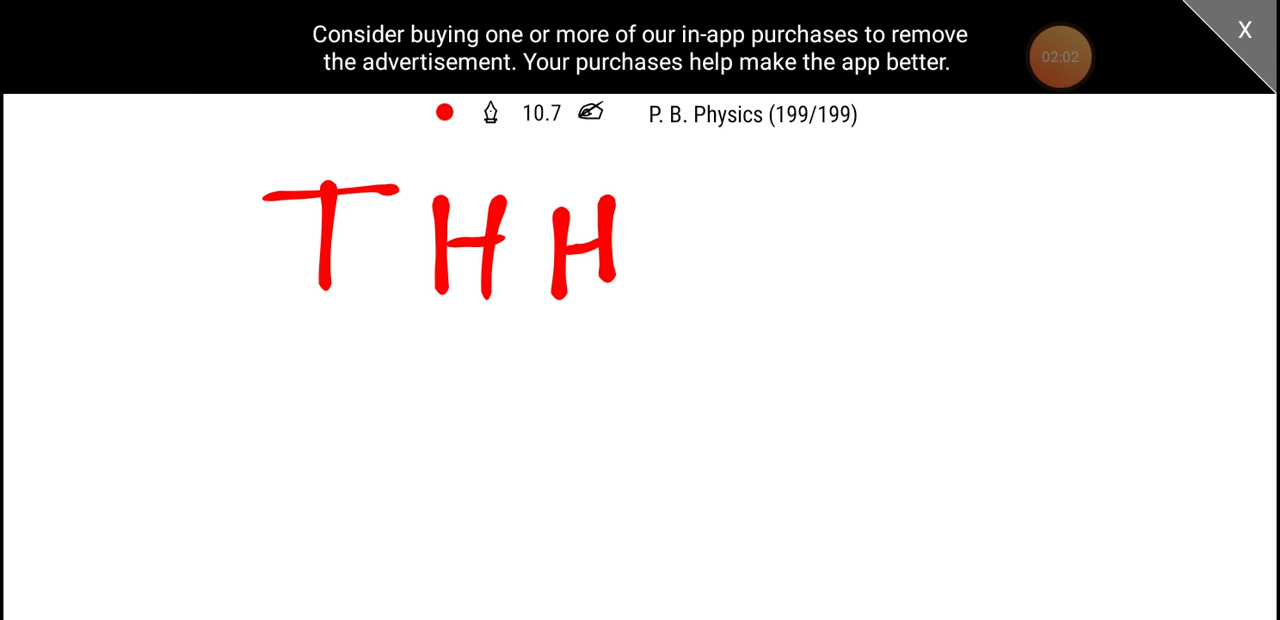 Consider buying one or more of our in-app purchases to remove
the advertisement. Your purchases help make the app better.
X
02:02
10.7 P. B. Physics (199/199)
T H H